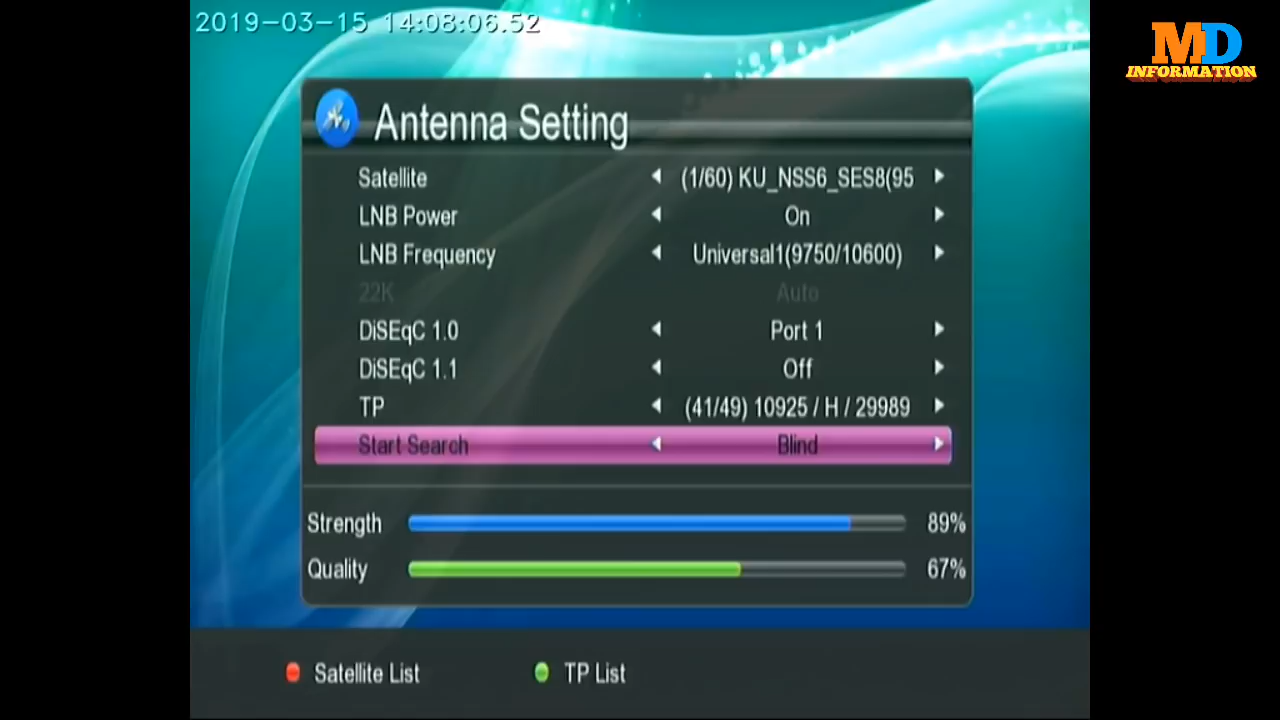 2019-03-15 14:08:06.52
MD
INFORMATION
Antenna Setting
Satellite (1/60) KU_NSS6_SES8(95
LNB Power On
LNB Frequency Universal1(9750/10600)
22K Auto
DiSEqC 1.0 Port 1
DiSEqC 1.1 Off
TP (41/49) 10925 / H / 29989
Start Search Blind
Strength 89%
Quality 67%
Satellite List TP List